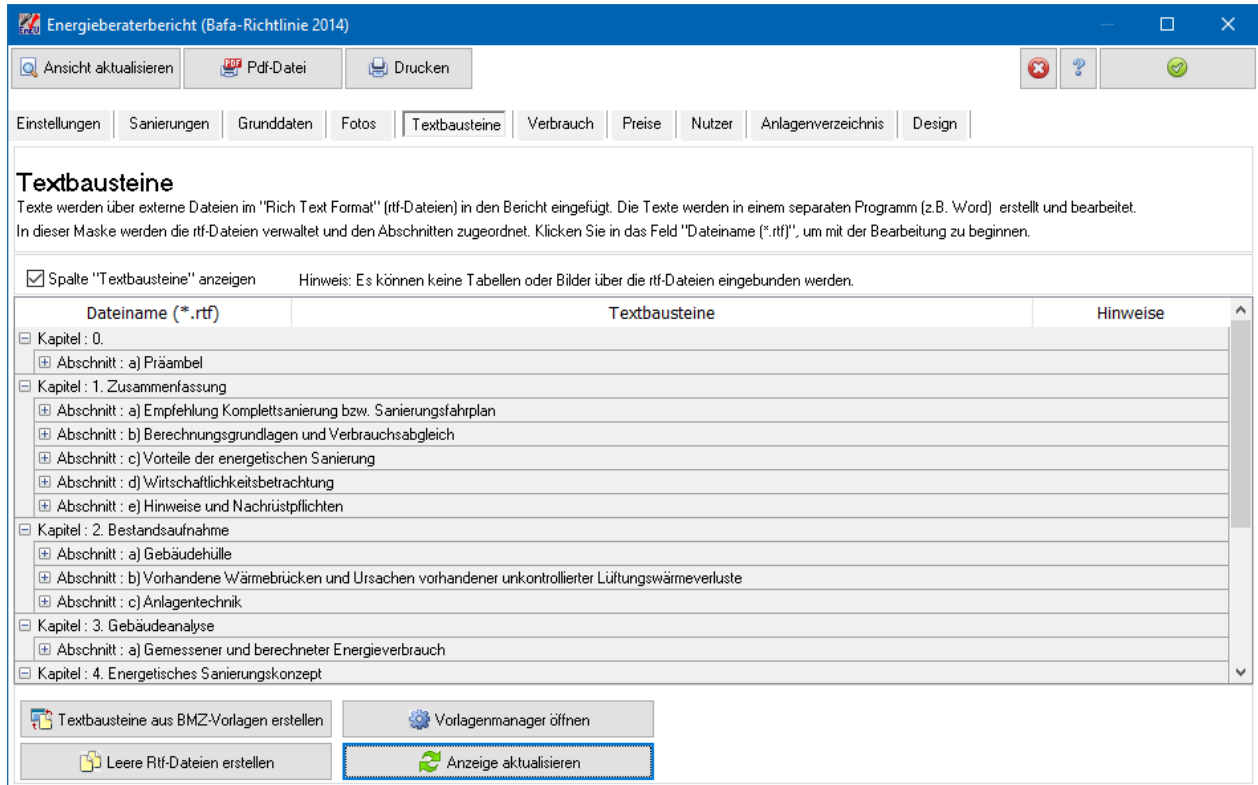 Energieberaterbericht (Bafa-Richtlinie 2014)
Ansicht aktualisieren
Pdf-Datei
Drucken
Einstellungen
Sanierungen
Grunddaten
Fotos
Textbausteine
Verbrauch
Preise
Nutzer
Anlagenverzeichnis
Design
Textbausteine
Texte werden über externe Dateien im "Rich Text Format" (rtf-Dateien) in den Bericht eingefügt. Die Texte werden in einem separaten Programm (z.B. Word) erstellt und bearbeitet.
In dieser Maske werden die rtf-Dateien verwaltet und den Abschnitten zugeordnet. Klicken Sie in das Feld "Dateiname (*.rtf)", um mit der Bearbeitung zu beginnen.
Spalte "Textbausteine" anzeigen
Hinweis: Es können keine Tabellen oder Bilder über die rtf-Dateien eingebunden werden.
Dateiname (*.rtf)
Textbausteine
Hinweise
Kapitel : 0.
Abschnitt : a) Präambel
Kapitel : 1. Zusammenfassung
Abschnitt : a) Empfehlung Komplettsanierung bzw. Sanierungsfahrplan
Abschnitt : b) Berechnungsgrundlagen und Verbrauchsabgleich
Abschnitt : c) Vorteile der energetischen Sanierung
Abschnitt : d) Wirtschaftlichkeitsbetrachtung
Abschnitt : e) Hinweise und Nachrüstpflichten
Kapitel : 2. Bestandsaufnahme
Abschnitt : a) Gebäudehülle
Abschnitt : b) Vorhandene Wärmebrücken und Ursachen vorhandener unkontrollierter Lüftungswärmeverluste
Abschnitt : c) Anlagentechnik
Kapitel : 3. Gebäudeanalyse
Abschnitt : a) Gemessener und berechneter Energieverbrauch
Kapitel : 4. Energetisches Sanierungskonzept
Textbausteine aus BMZ-Vorlagen erstellen
Vorlagenmanager öffnen
Leere Rtf-Dateien erstellen
Anzeige aktualisieren